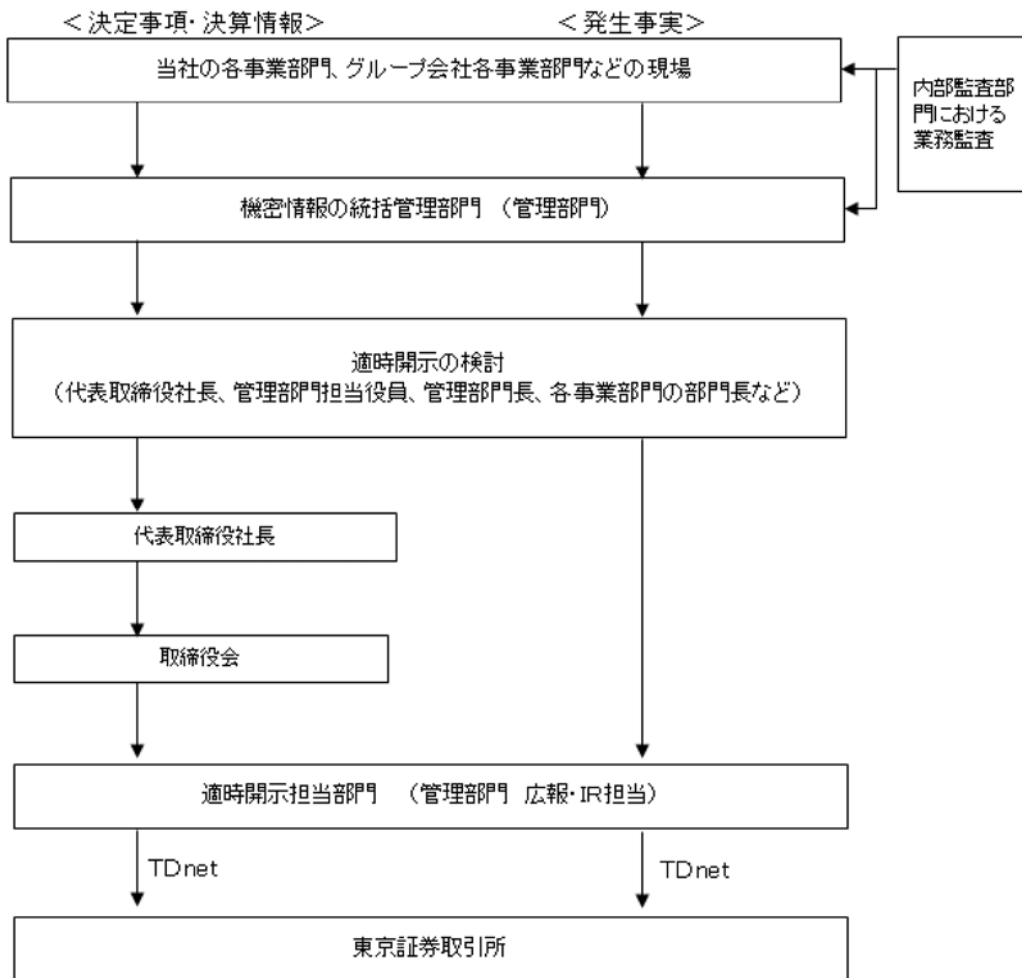 ＜決定事項・決算情報＞
＜発生事実＞
当社の各事業部門、グループ会社各事業部門などの現場
内部監査部
門における
業務監査
機密情報の統括管理部門 （管理部門）
適時開示の検討
（代表取締役社長、管理部門担当役員、管理部門長、各事業部門の部門長など）
代表取締役社長
取締役会
適時開示担当部門 （管理部門 広報・IR担当）
TDnet
TDnet
東京証券取引所